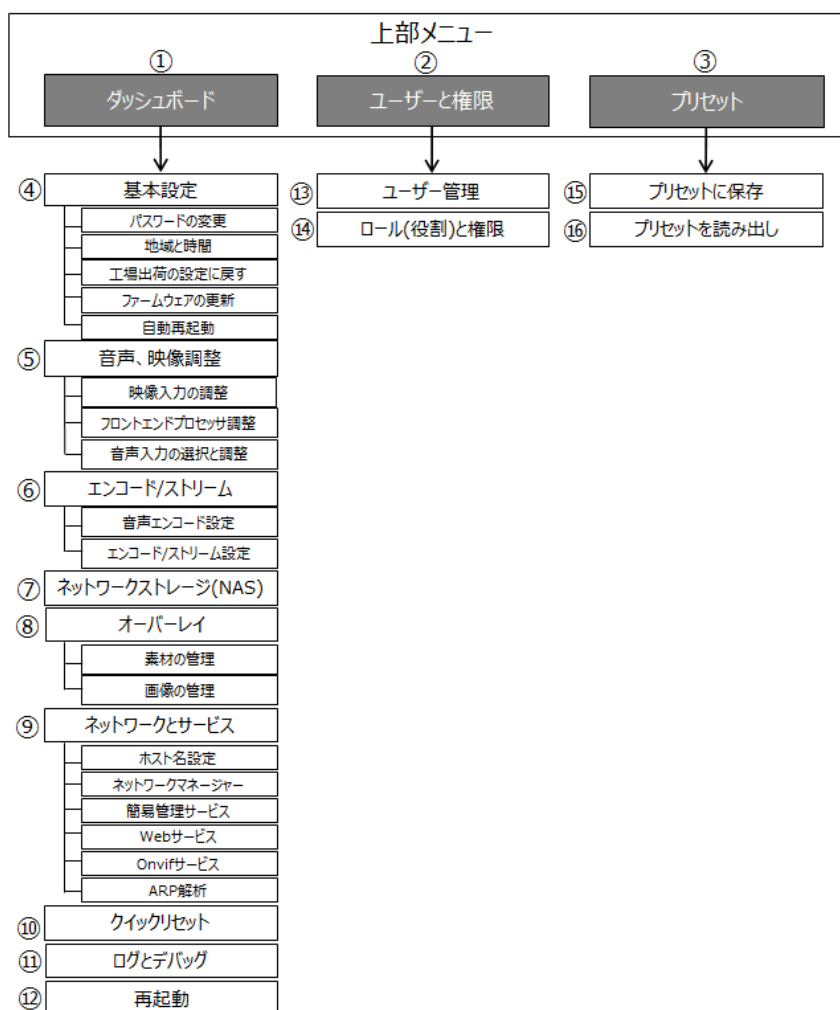 上部メニュー
① ② ③
ダッシュボード ユーザーと権限 プリセット
④ 基本設定
パスワードの変更
地域と時間
工場出荷の設定に戻す
ファームウェアの更新
自動再起動
⑤ 音声、映像調整
映像入力の調整
フロントエンドプロセッサ調整
音声入力の選択と調整
⑥ エンコード/ストリーム
音声エンコード設定
エンコード/ストリーム設定
⑦ ネットワークストレージ(NAS)
⑧ オーバーレイ
素材の管理
画像の管理
⑨ ネットワークとサービス
ホスト名設定
ネットワークマネージャー
簡易管理サービス
Webサービス
Onvifサービス
ARP解析
⑩ クイックリセット
⑪ ログとデバッグ
⑫ 再起動
⑬ ユーザー管理
⑭ ロール(役割)と権限
⑮ プリセットに保存
⑯ プリセットを読み出し